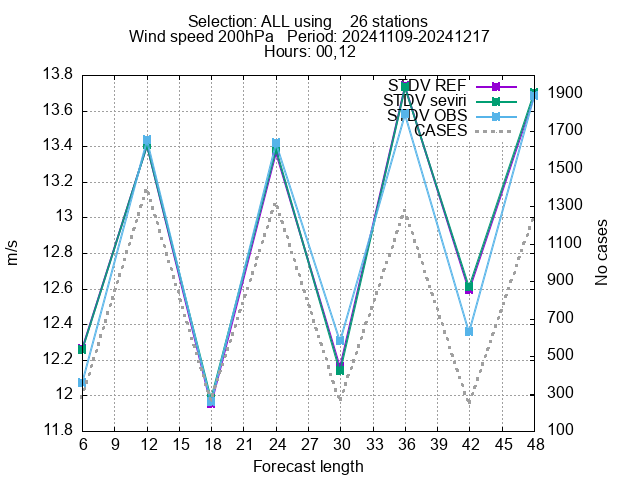 Selection: ALL using 26 stations
Wind speed 200hPa Period: 20241109-20241217
Hours: 00,12
13.8
13.6
13.4
13.2
13
12.8
12.6
12.4
12.2
12
11.8
m/s
STDV REF
STDV seviri
STDV OBS
CASES
1900
1700
1500
1300
1100
900
700
500
300
100
No cases
6 9 12 15 18 21 24 27 30 33 36 39 42 45 48
Forecast length